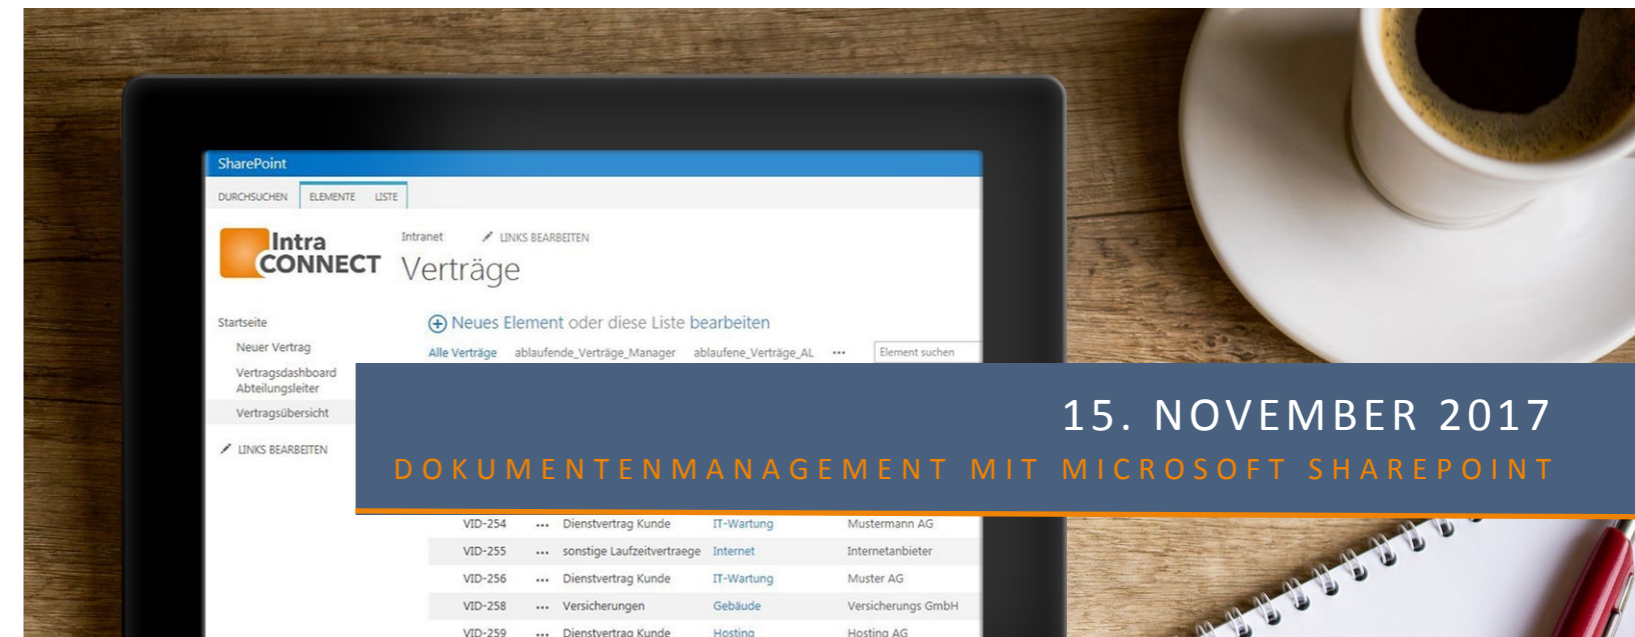 SharePoint
DURCHSUCHEN ELEMENTE LISTE
Intra
CONNECT
Intranet LINKS BEARBEITEN
Verträge
Startseite
Neuer Vertrag
Vertragsdashboard
Abteilungsleiter
Vertragsübersicht
LINKS BEARBEITEN
Neues Element oder diese Liste bearbeiten
Alle Verträge ablaufende_Verträge_Manager ablaufene_Verträge_AL ... Element suchen
15. NOVEMBER 2017
DOKUMENTENMANAGEMENT MIT MICROSOFT SHAREPOINT
VID-254 ... Dienstvertrag Kunde IT-Wartung Mustermann AG
VID-255 ... sonstige Laufzeitvertraege Internet Internetanbieter
VID-256 ... Dienstvertrag Kunde IT-Wartung Muster AG
VID-258 ... Versicherungen Gebäude Versicherungs GmbH
VID-259 ... Dienstvertrag Kunde Hosting Hosting AG